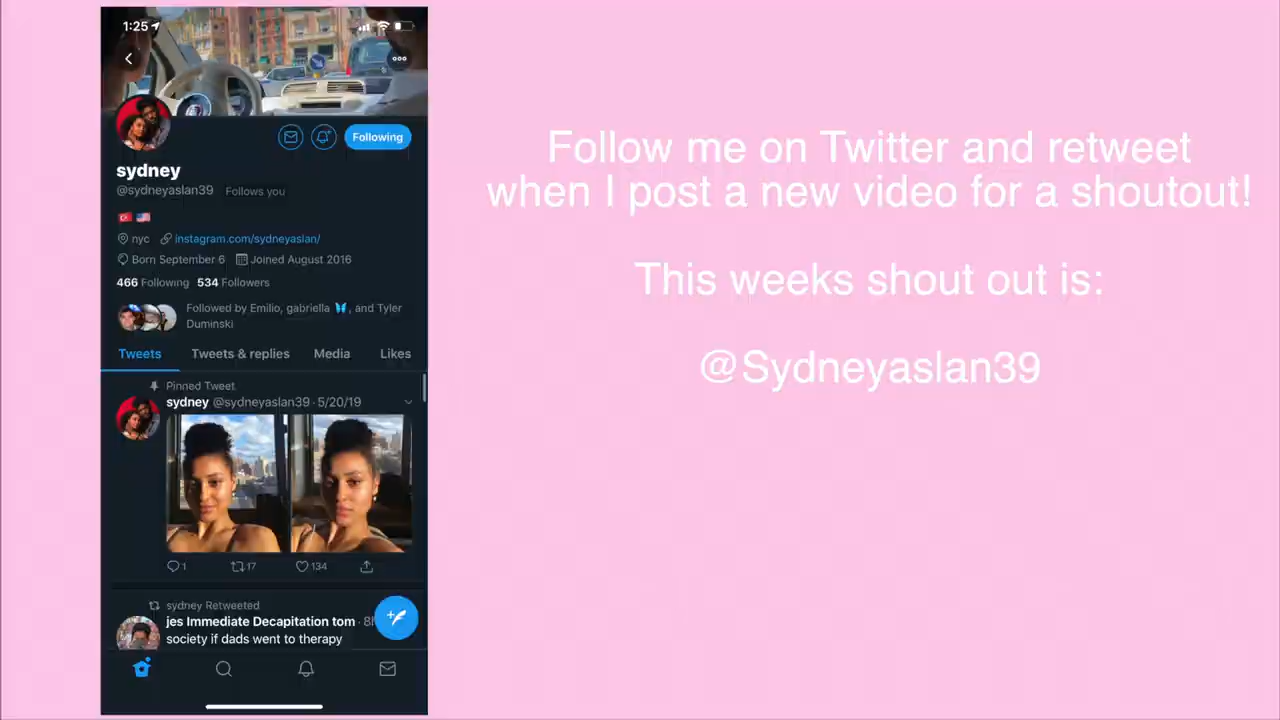 1:25
Following
sydney
@sydneyaslan39 Follows you
nyc instagram.com/sydneyaslan/
Born September 6 Joined August 2016
466 Following 534 Followers
Followed by Emilio, gabriella 🦋, and Tyler
Duminski
Tweets Tweets & replies Media Likes
Pinned Tweet
sydney @sydneyaslan39 · 5/20/19
1 17 134
sydney Retweeted
jes Immediate Decapitation tom · 8h
society if dads went to therapy
Follow me on Twitter and retweet
when I post a new video for a shoutout!
This weeks shout out is:
@Sydneyaslan39